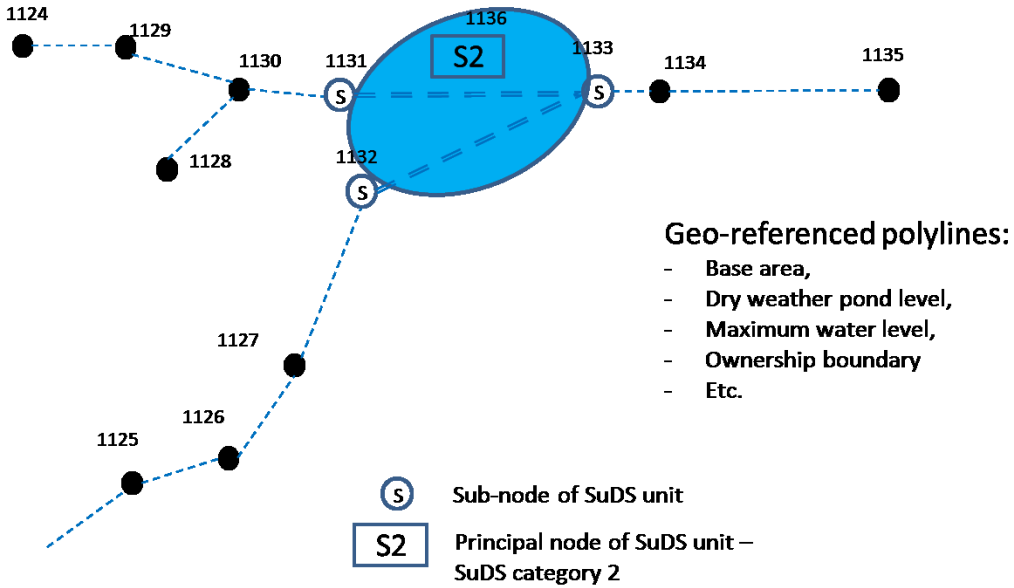 1124
1129
1136
1133
S2
1130
1131
1134
1135
S
S
1132
1128
S
Geo-referenced polylines:
- Base area,
- Dry weather pond level,
- Maximum water level,
- Ownership boundary
- Etc.
1127
1126
1125
S Sub-node of SuDS unit
S2 Principal node of SuDS unit –
SuDS category 2